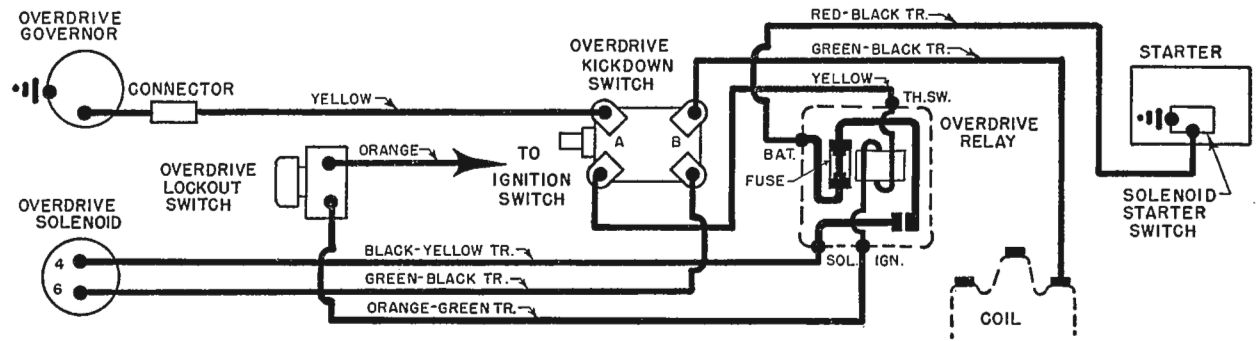 OVERDRIVE
GOVERNOR
CONNECTOR
YELLOW
OVERDRIVE
KICKDOWN
SWITCH
RED-BLACK TR.
GREEN-BLACK TR.
YELLOW
TH.SW.
STARTER
A
B
OVERDRIVE
RELAY
BAT.
FUSE
ORANGE
TO
IGNITION
SWITCH
OVERDRIVE
LOCKOUT
SWITCH
SOLENOID
STARTER
SWITCH
OVERDRIVE
SOLENOID
4
6
BLACK-YELLOW TR.
GREEN-BLACK TR.
ORANGE-GREEN TR.
SOL.
IGN.
COIL